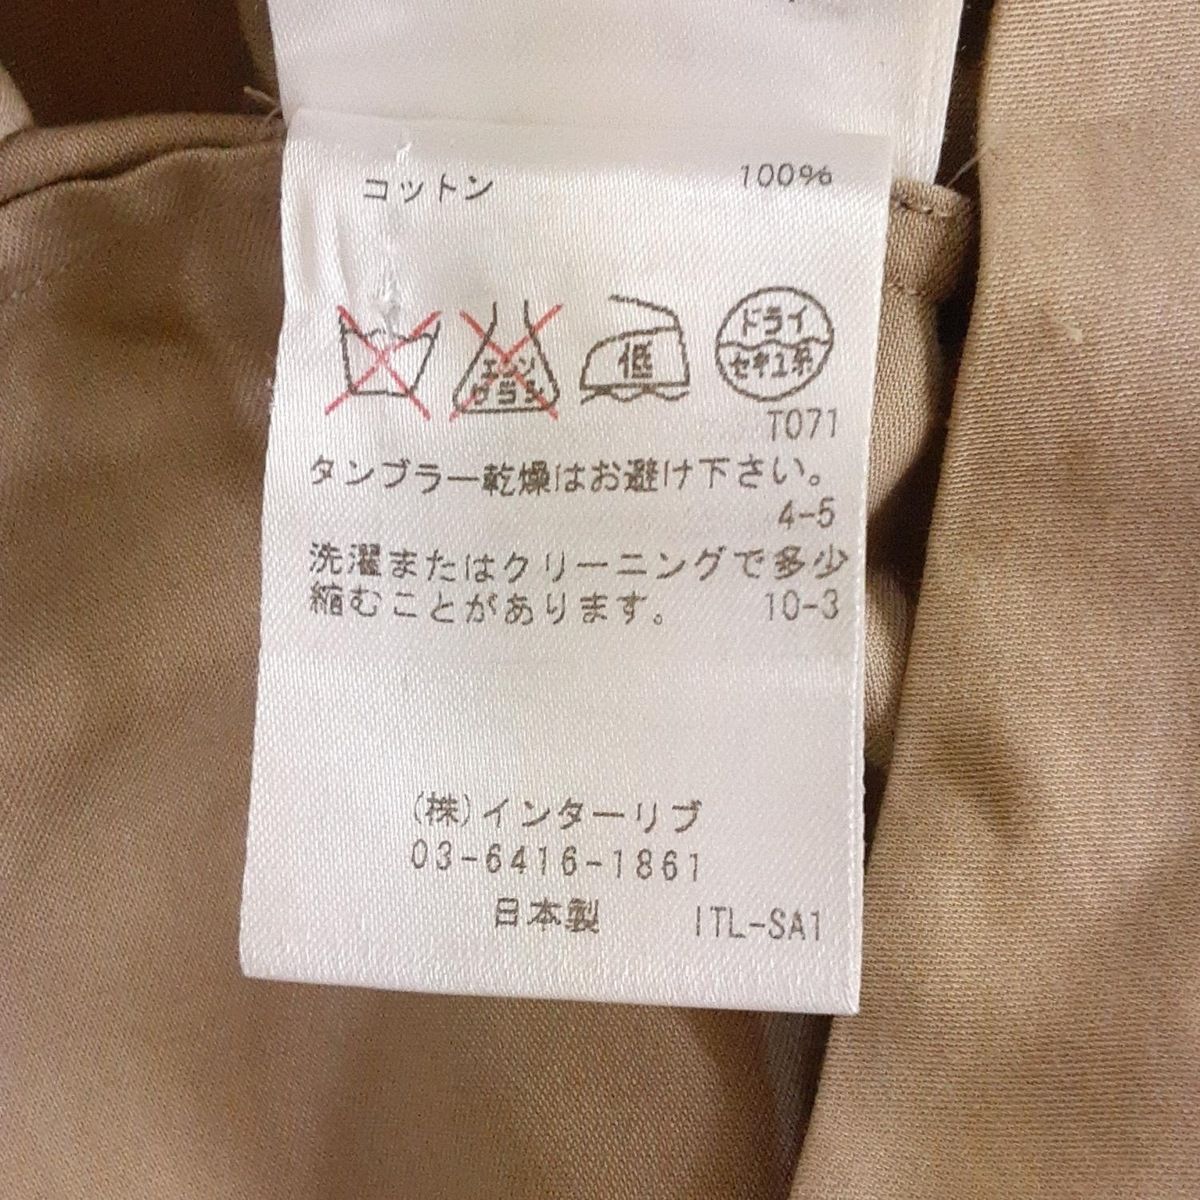 コットン 100%
エンソ
サラシ
低
ドライ
セキユ系
T071
タンブラー乾燥はお避け下さい。
4-5
洗濯またはクリーニングで多少
縮むことがあります。 10-3
(株)インターリブ
03-6416-1861
日本製 ITL-SA1